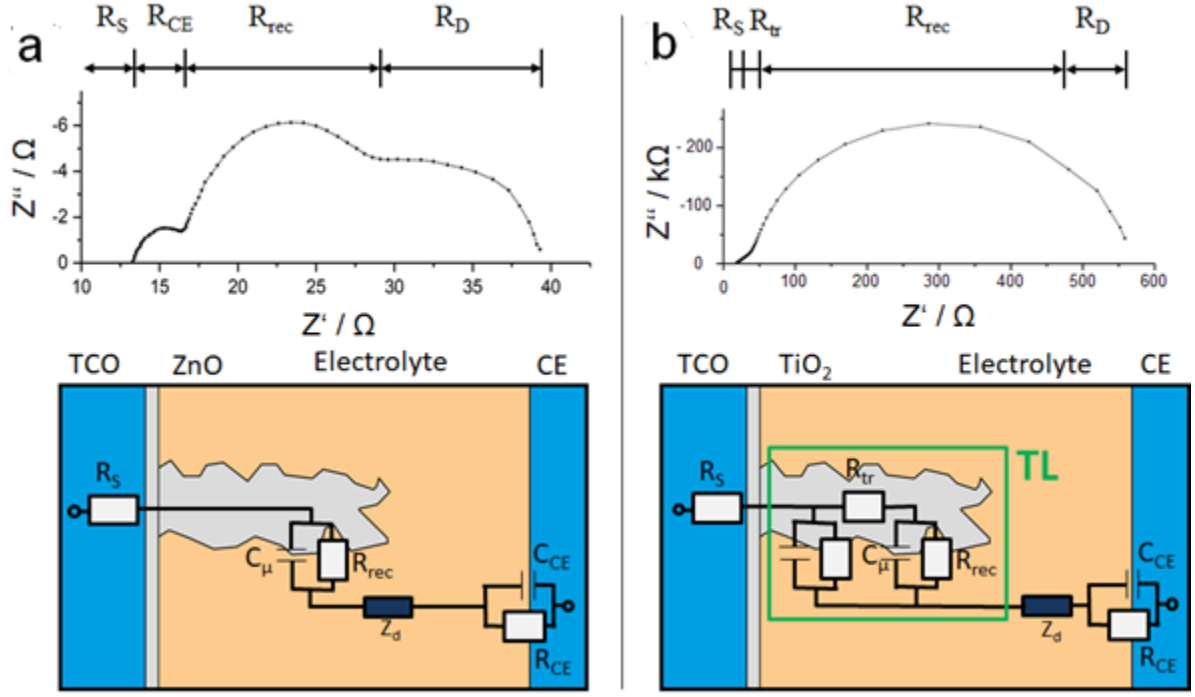 a
R_S R_CE R_rec R_D
-6
-4
-2
0
Z“ / Ω
10 15 20 25 30 35 40
Z‘ / Ω
TCO ZnO Electrolyte CE
R_S
C_μ
R_rec
Z_d
C_CE
R_CE
b
R_S R_tr R_rec R_D
- 200
-100
0
Z“ / kΩ
0 100 200 300 400 500 600
Z‘ / Ω
TCO TiO₂ Electrolyte CE
TL
R_S
R_tr
C_μ
R_rec
Z_d
C_CE
R_CE